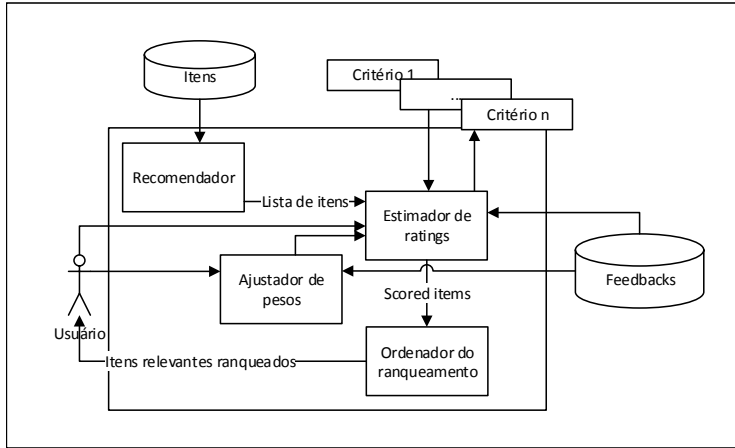 Itens
Critério 1
...
Critério n
Recomendador
Lista de itens
Estimador de
ratings
Ajustador de
pesos
Feedbacks
Scored items
Usuário
Itens relevantes ranqueados
Ordenador do
ranqueamento